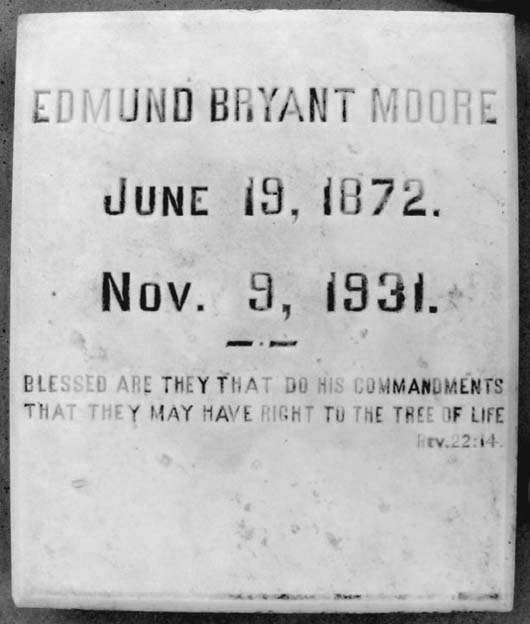 EDMUND BRYANT MOORE
JUNE 19, 1872.
NOV. 9, 1931.
BLESSED ARE THEY THAT DO HIS COMMANDMENTS
THAT THEY MAY HAVE RIGHT TO THE TREE OF LIFE
REV. 22:14.